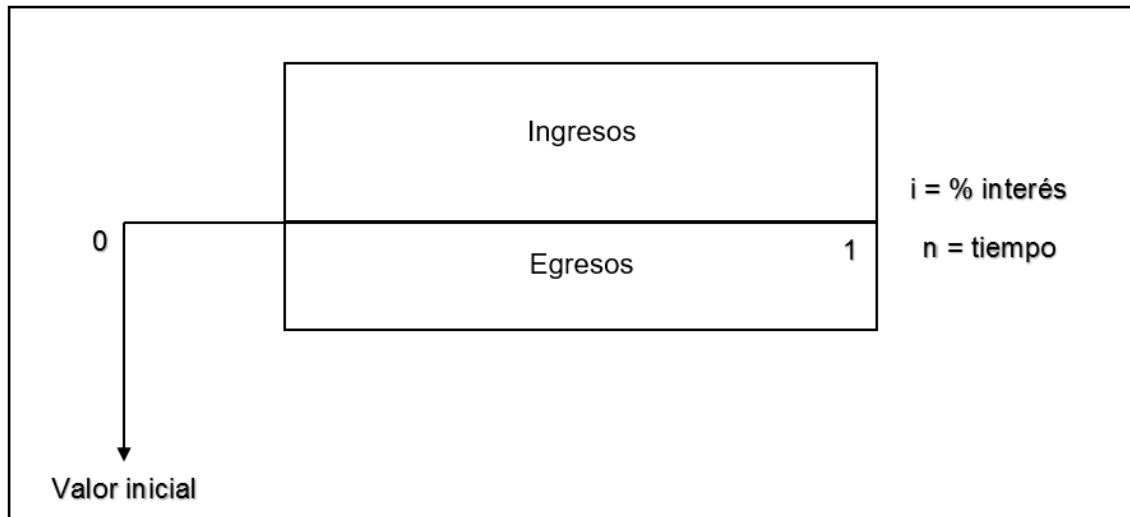 Ingresos
i = % interés
0
Egresos
1
n = tiempo
Valor inicial